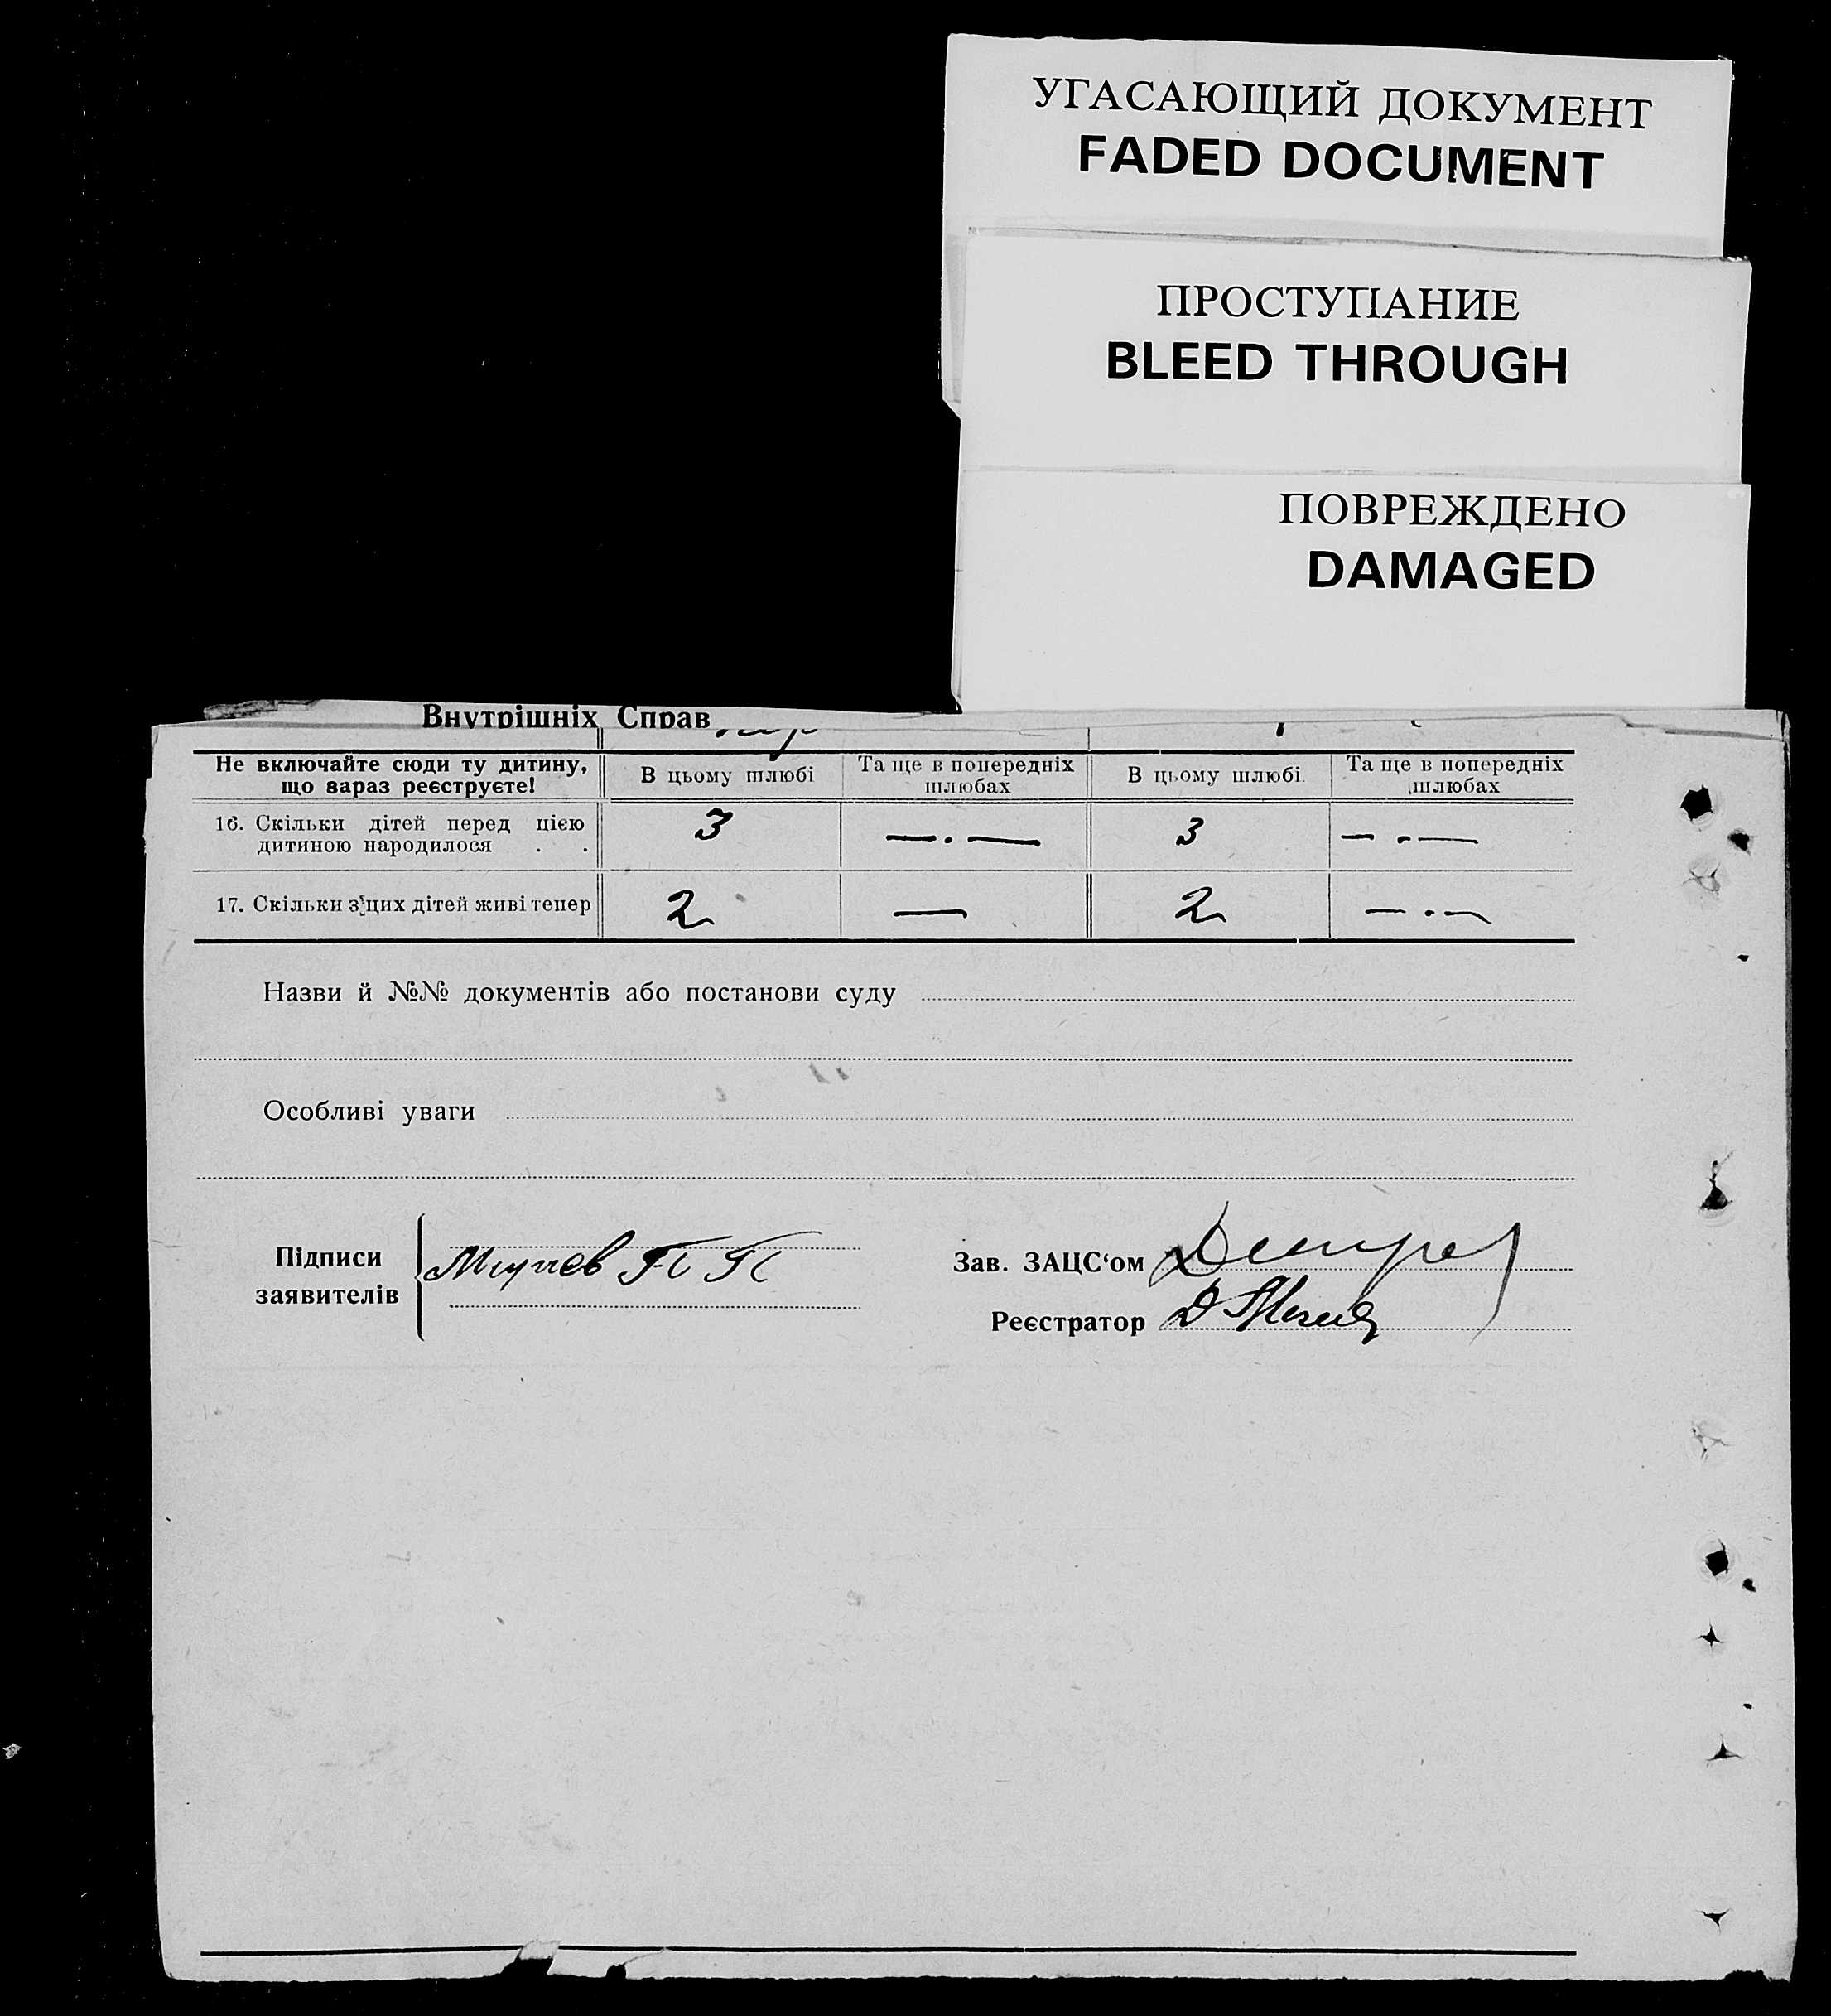 УГАСАЮЩИЙ ДОКУМЕНТ
FADED DOCUMENT
ПРОСТУПАНИЕ
BLEED THROUGH
ПОВРЕЖДЕНО
DAMAGED
Внутрішніх Справ
Не включайте сюди ту дитину, що зараз реєструєте!
В цьому шлюбі
Та ще в попередніх шлюбах
В цьому шлюбі
Та ще в попередніх шлюбах
16. Скільки дітей перед цією дитиною народилося . . 3 —.— 3 —.—
17. Скільки з цих дітей живі тепер 2 — 2 —.—
Назви й №№ документів або постанови суду
Особливі уваги
Підписи заявителів
Зав. ЗАЦС‘ом
Реєстратор